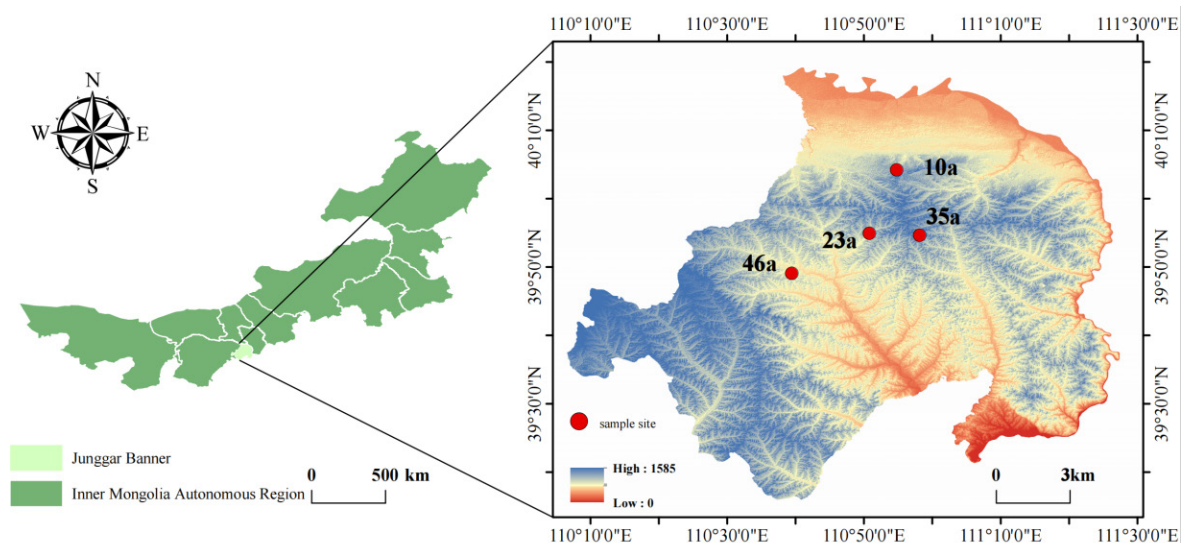 110°10'0"E 110°30'0"E 110°50'0"E 111°10'0"E 111°30'0"E
N
W E
S
40°10'0"N
39°50'0"N
39°30'0"N
40°10'0"N
39°50'0"N
39°30'0"N
10a
35a
23a
46a
sample site
High : 1585
Low : 0
0 3km
Junggar Banner
Inner Mongolia Autonomous Region
0 500 km
110°10'0"E 110°30'0"E 110°50'0"E 111°10'0"E 111°30'0"E